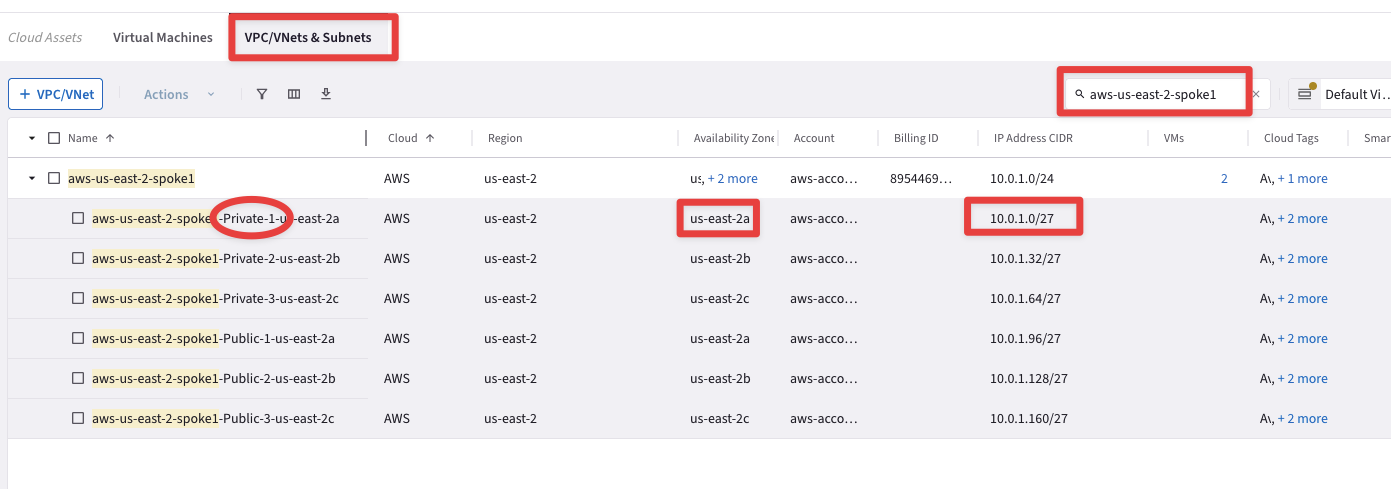 Cloud Assets Virtual Machines VPC/VNets & Subnets
+ VPC/VNet Actions aws-us-east-2-spoke1 Default Vi…
Name Cloud Region Availability Zone Account Billing ID IP Address CIDR VMs Cloud Tags Smar
aws-us-east-2-spoke1 AWS us-east-2 us, + 2 more aws-acco… 8954469… 10.0.1.0/24 2 + 1 more
aws-us-east-2-spoke1-Private-1-us-east-2a AWS us-east-2 us-east-2a aws-acco… 10.0.1.0/27 + 2 more
aws-us-east-2-spoke1-Private-2-us-east-2b AWS us-east-2 us-east-2b aws-acco… 10.0.1.32/27 + 2 more
aws-us-east-2-spoke1-Private-3-us-east-2c AWS us-east-2 us-east-2c aws-acco… 10.0.1.64/27 + 2 more
aws-us-east-2-spoke1-Public-1-us-east-2a AWS us-east-2 us-east-2a aws-acco… 10.0.1.96/27 + 2 more
aws-us-east-2-spoke1-Public-2-us-east-2b AWS us-east-2 us-east-2b aws-acco… 10.0.1.128/27 + 2 more
aws-us-east-2-spoke1-Public-3-us-east-2c AWS us-east-2 us-east-2c aws-acco… 10.0.1.160/27 + 2 more